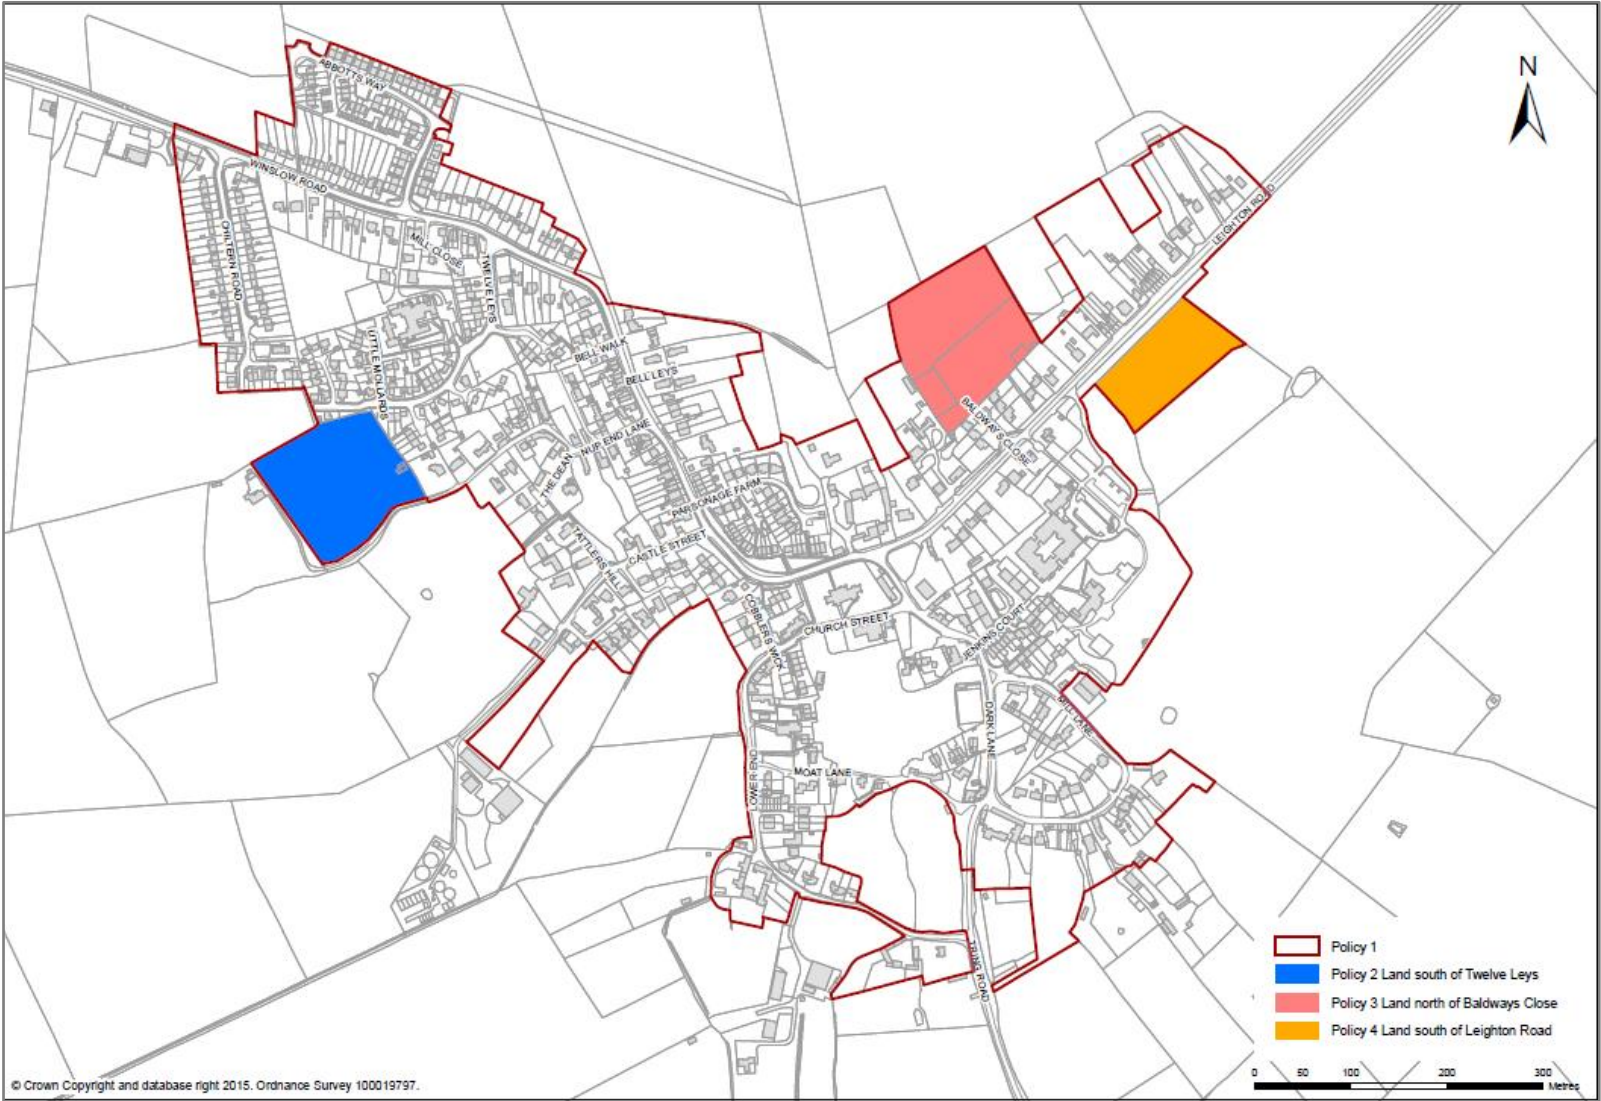 N
ABBOTTS WAY
WINSLOW ROAD
CHILTERN ROAD
MILL CLOSE
TWELVE LEYS
LITTLE MOLLARDS
BELL WALK
BELL LEYS
NUP END LANE
THE DEAN
PARSONAGE FARM
CASTLE STREET
TATTLERS HILL
COBBLERS WICK
CHURCH STREET
JENKINS COURT
BALDWAYS CLOSE
LEIGHTON ROAD
MILL LANE
DARK LANE
MOAT LANE
LOWER END
TRING ROAD
Policy 1
Policy 2 Land south of Twelve Leys
Policy 3 Land north of Baldways Close
Policy 4 Land south of Leighton Road
0 50 100 200 300
Metres
© Crown Copyright and database right 2015. Ordnance Survey 100019797.